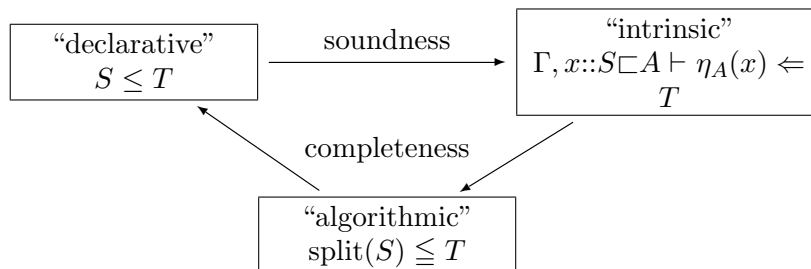 “declarative”
S ≤ T
soundness
“intrinsic”
Γ, x::S⊏A ⊢ η_A(x) ⇐
T
completeness
“algorithmic”
split(S) ≦ T